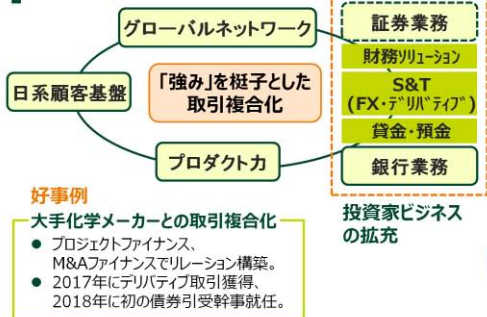 グローバルネットワーク
証券業務
財務ソリューション
日系顧客基盤
「強み」を梃子とした
取引複合化
S&T
(FX・デリバティブ)
貸金・預金
プロダクト力
銀行業務
好事例
大手化学メーカーとの取引複合化
● プロジェクトファイナンス、
M&Aファイナンスでリレーション構築。
● 2017年にデリバティブ取引獲得、
2018年に初の債券引受幹事就任。
投資家ビジネス
の拡充